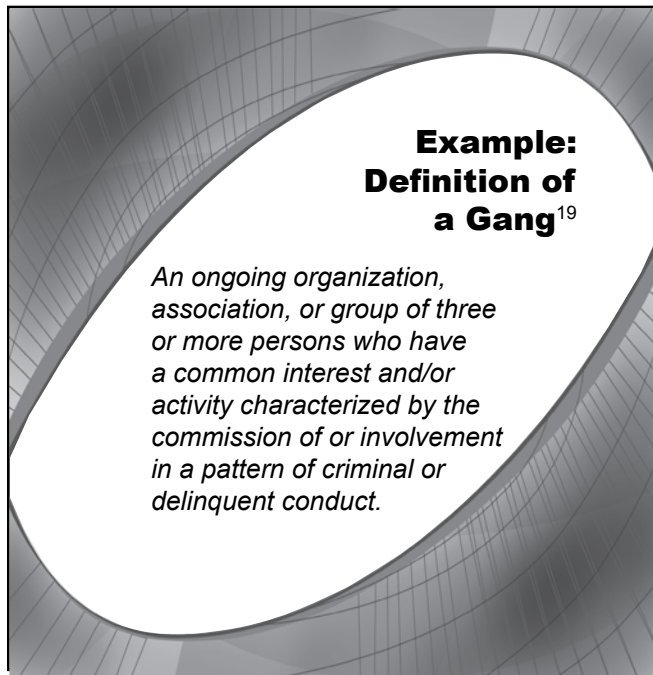 Example:
Definition of
a Gang19
An ongoing organization,
association, or group of three
or more persons who have
a common interest and/or
activity characterized by the
commission of or involvement
in a pattern of criminal or
delinquent conduct.